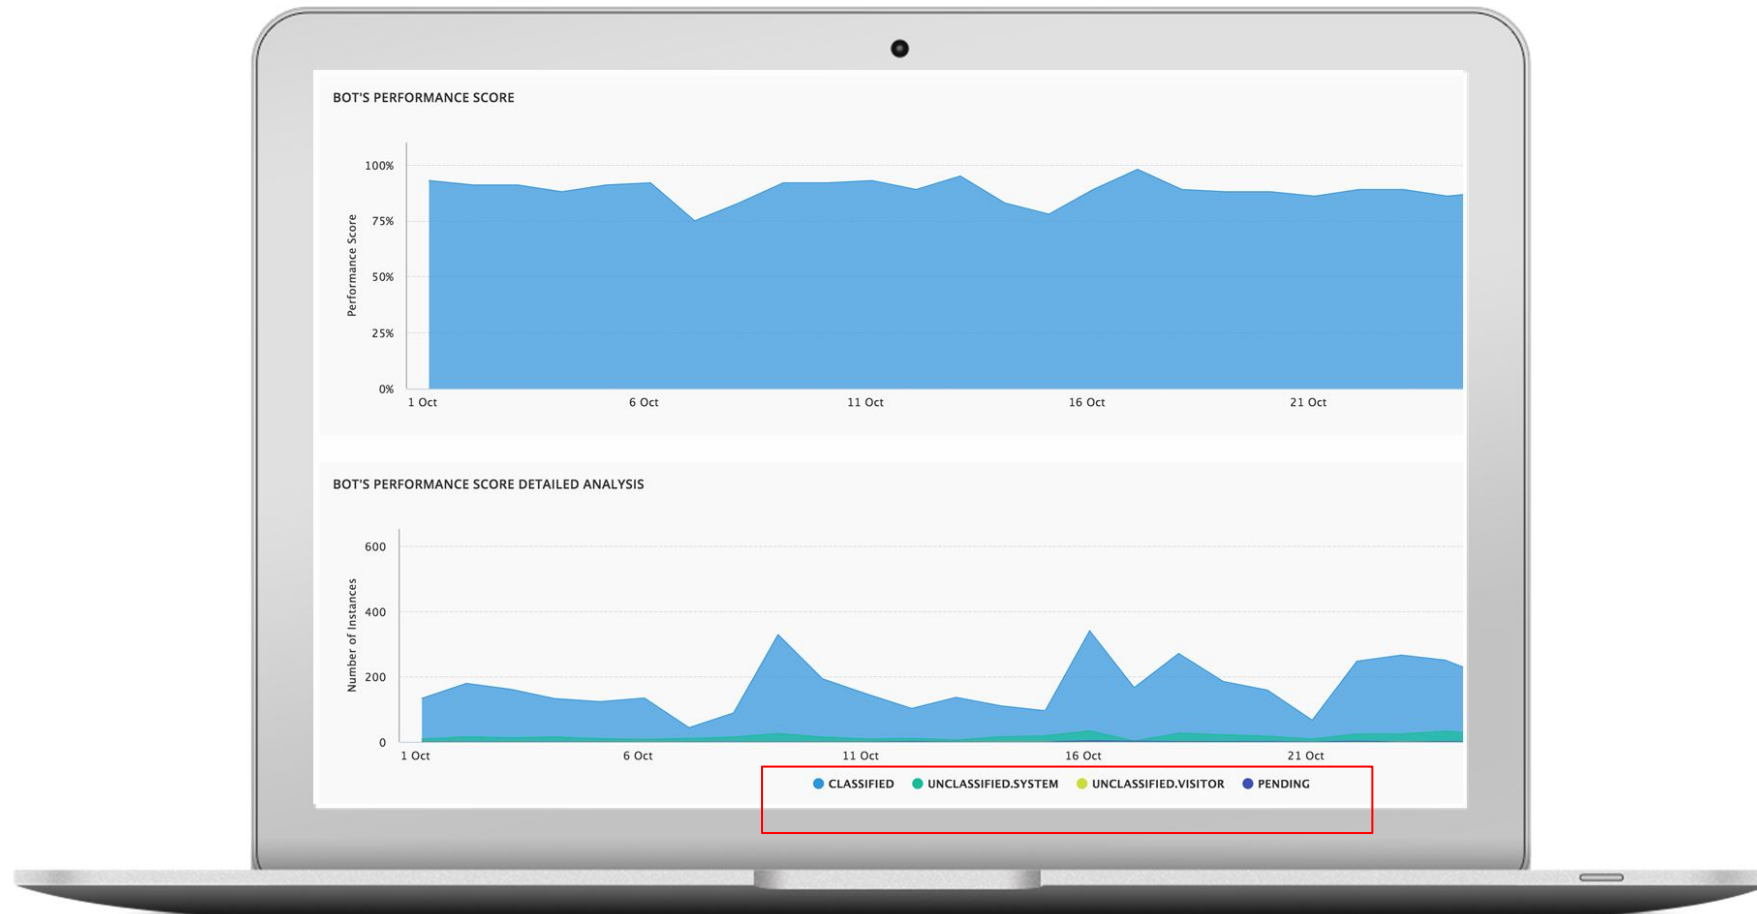 BOT'S PERFORMANCE SCORE
100%
75%
50%
25%
0%
Performance Score
1 Oct 6 Oct 11 Oct 16 Oct 21 Oct
BOT'S PERFORMANCE SCORE DETAILED ANALYSIS
600
400
200
0
Number of Instances
1 Oct 6 Oct 11 Oct 16 Oct 21 Oct
CLASSIFIED UNCLASSIFIED.SYSTEM UNCLASSIFIED.VISITOR PENDING